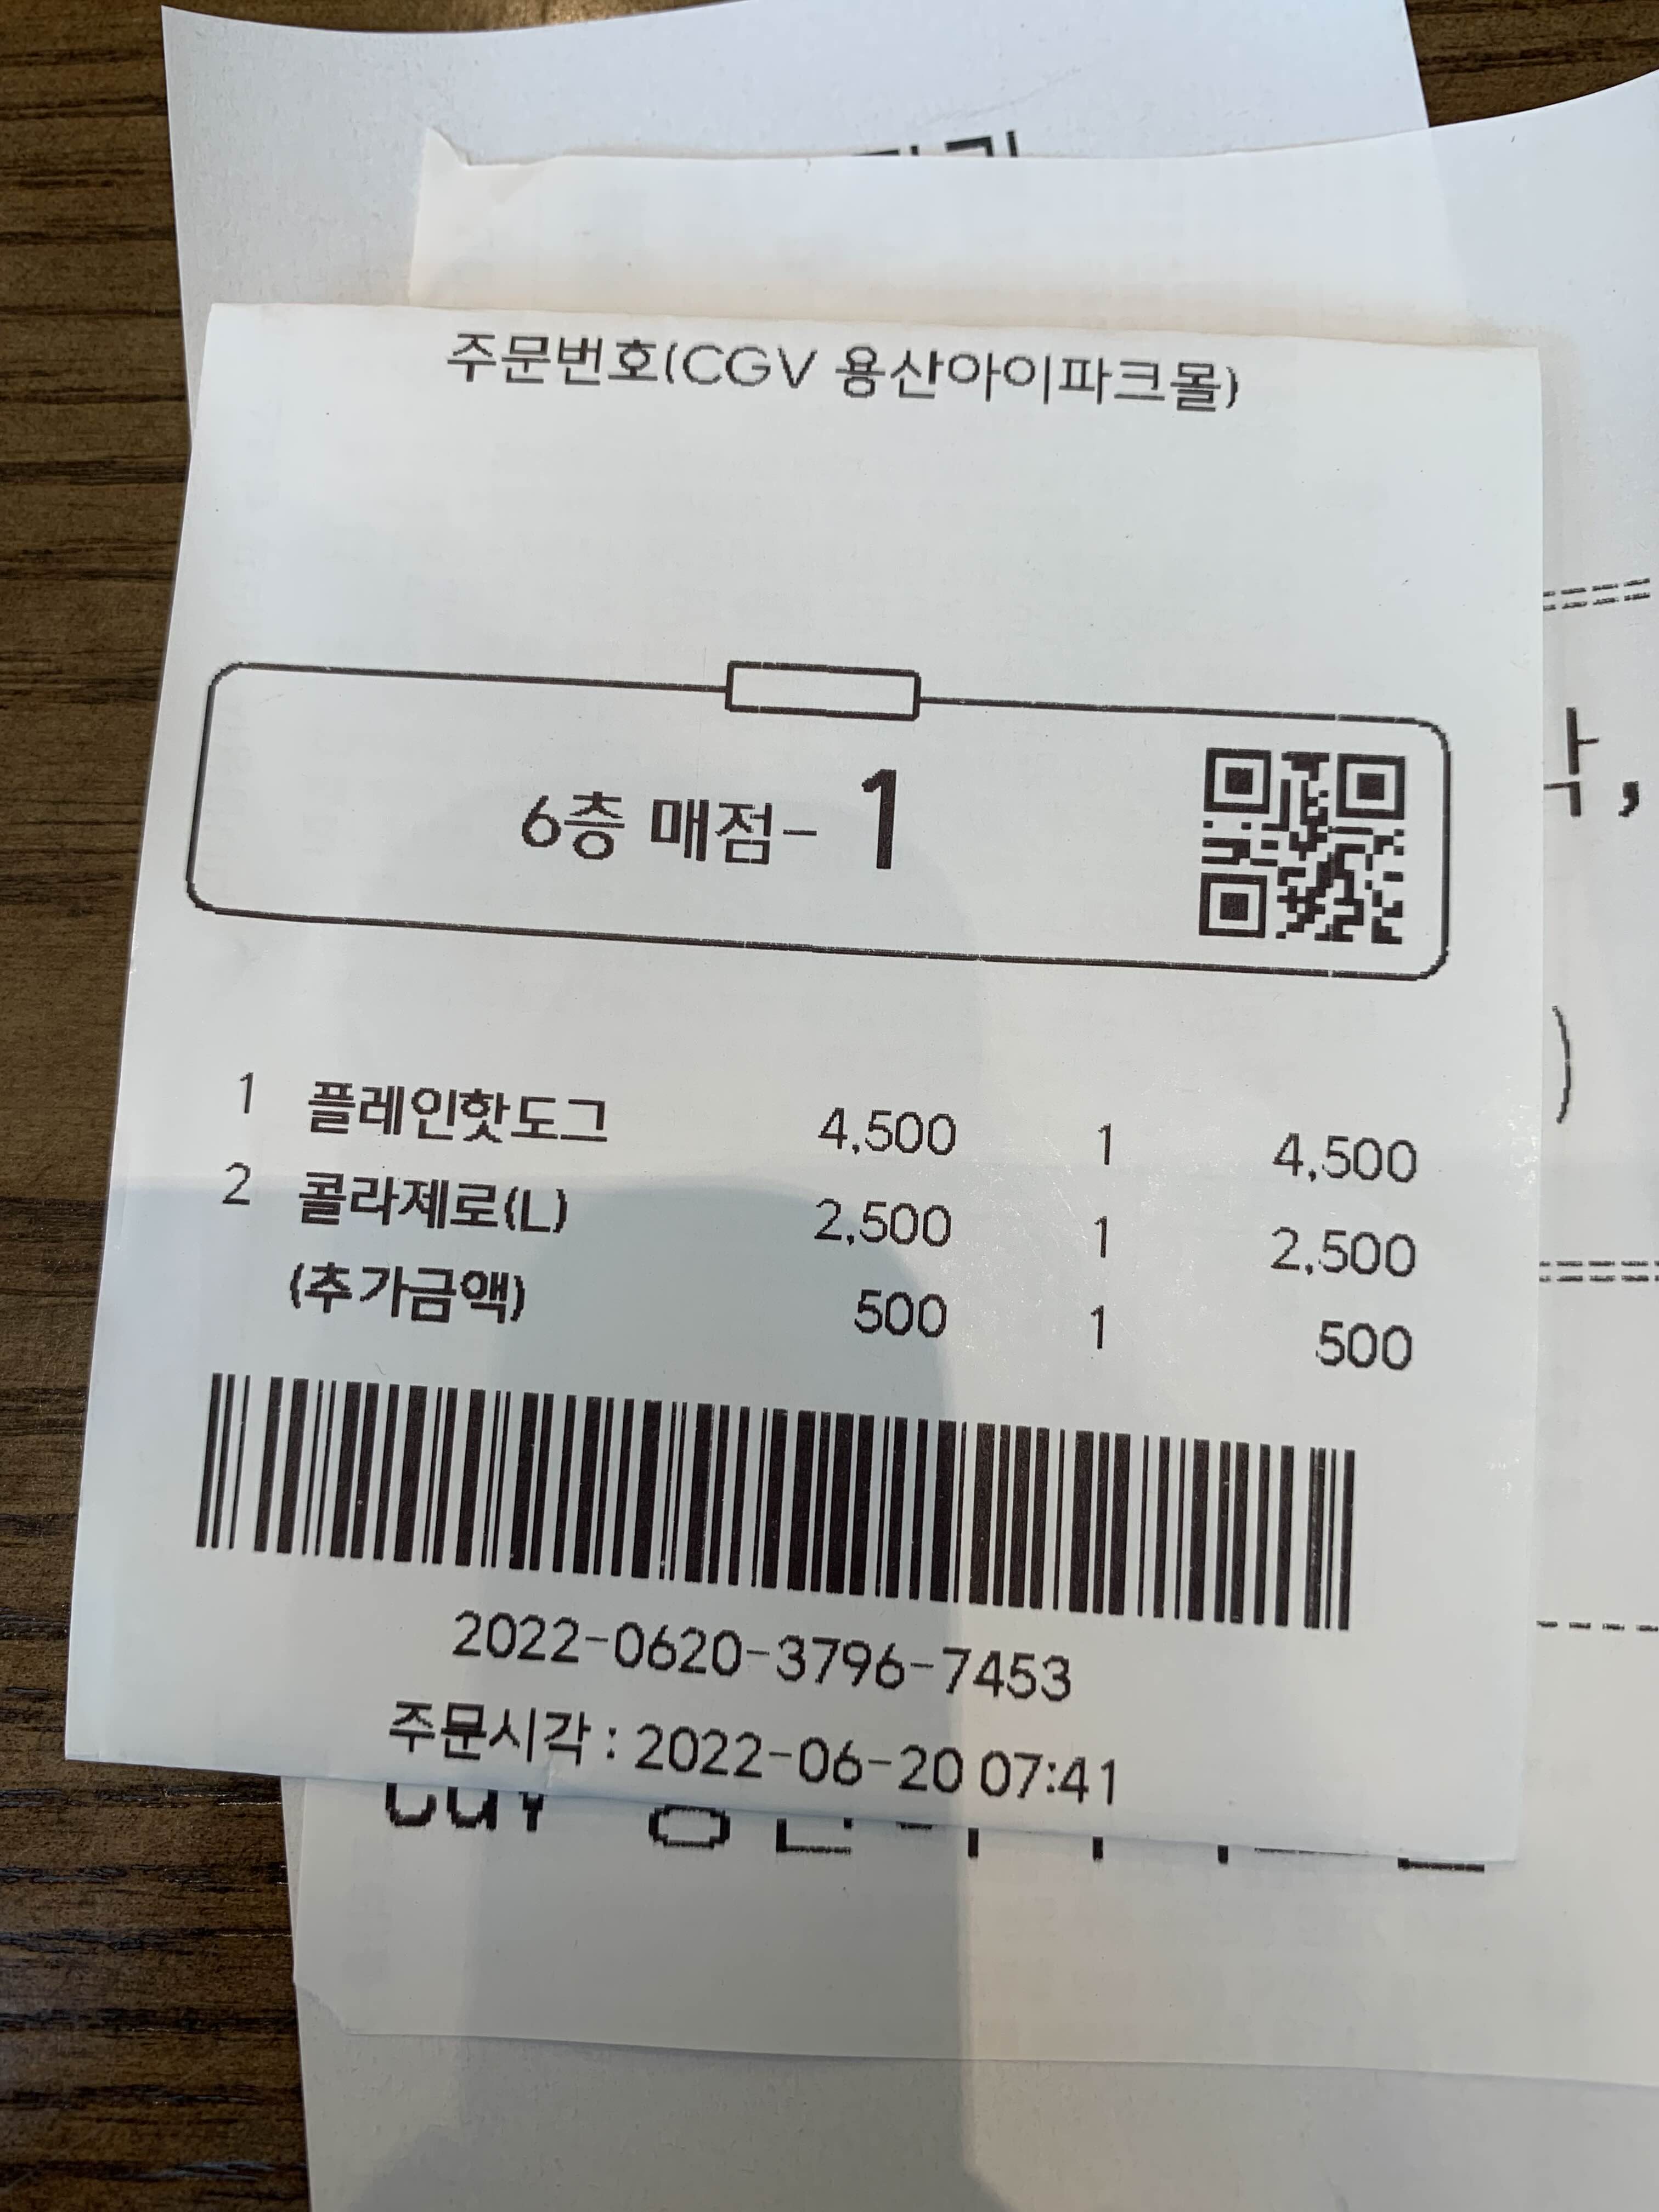 주문번호(CGV 용산아이파크몰)
6층 매점- 1
1 플레인핫도그 4,500 1 4,500
2 콜라제로(L) 2,500 1 2,500
(추가금액) 500 1 500
2022-0620-3796-7453
주문시각 : 2022-06-20 07:41